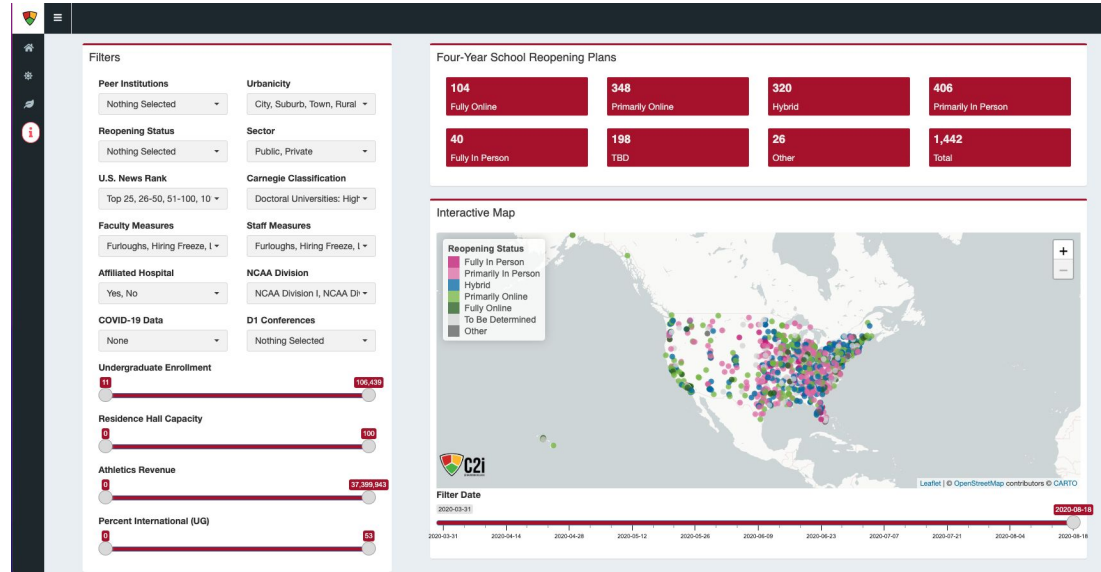 Filters
Peer Institutions
Nothing Selected
Urbanicity
City, Suburb, Town, Rural
Reopening Status
Nothing Selected
Sector
Public, Private
U.S. News Rank
Top 25, 26-50, 51-100, 10
Carnegie Classification
Doctoral Universities: High
Faculty Measures
Furloughs, Hiring Freeze, L
Staff Measures
Furloughs, Hiring Freeze, L
Affiliated Hospital
Yes, No
NCAA Division
NCAA Division I, NCAA Di
COVID-19 Data
None
D1 Conferences
Nothing Selected
Undergraduate Enrollment
11
106,439
Residence Hall Capacity
0
100
Athletics Revenue
0
37,399,943
Percent International (UG)
0
53
Four-Year School Reopening Plans
104
Fully Online
348
Primarily Online
320
Hybrid
406
Primarily In Person
40
Fully In Person
198
TBD
26
Other
1,442
Total
Interactive Map
Reopening Status
Fully In Person
Primarily In Person
Hybrid
Primarily Online
Fully Online
To Be Determined
Other
+
−
C2i
Leaflet | © OpenStreetMap contributors © CARTO
Filter Date
2020-03-31
2020-08-18
2020-03-31 2020-04-14 2020-04-28 2020-05-12 2020-05-26 2020-06-09 2020-06-23 2020-07-07 2020-07-21 2020-08-04 2020-08-18